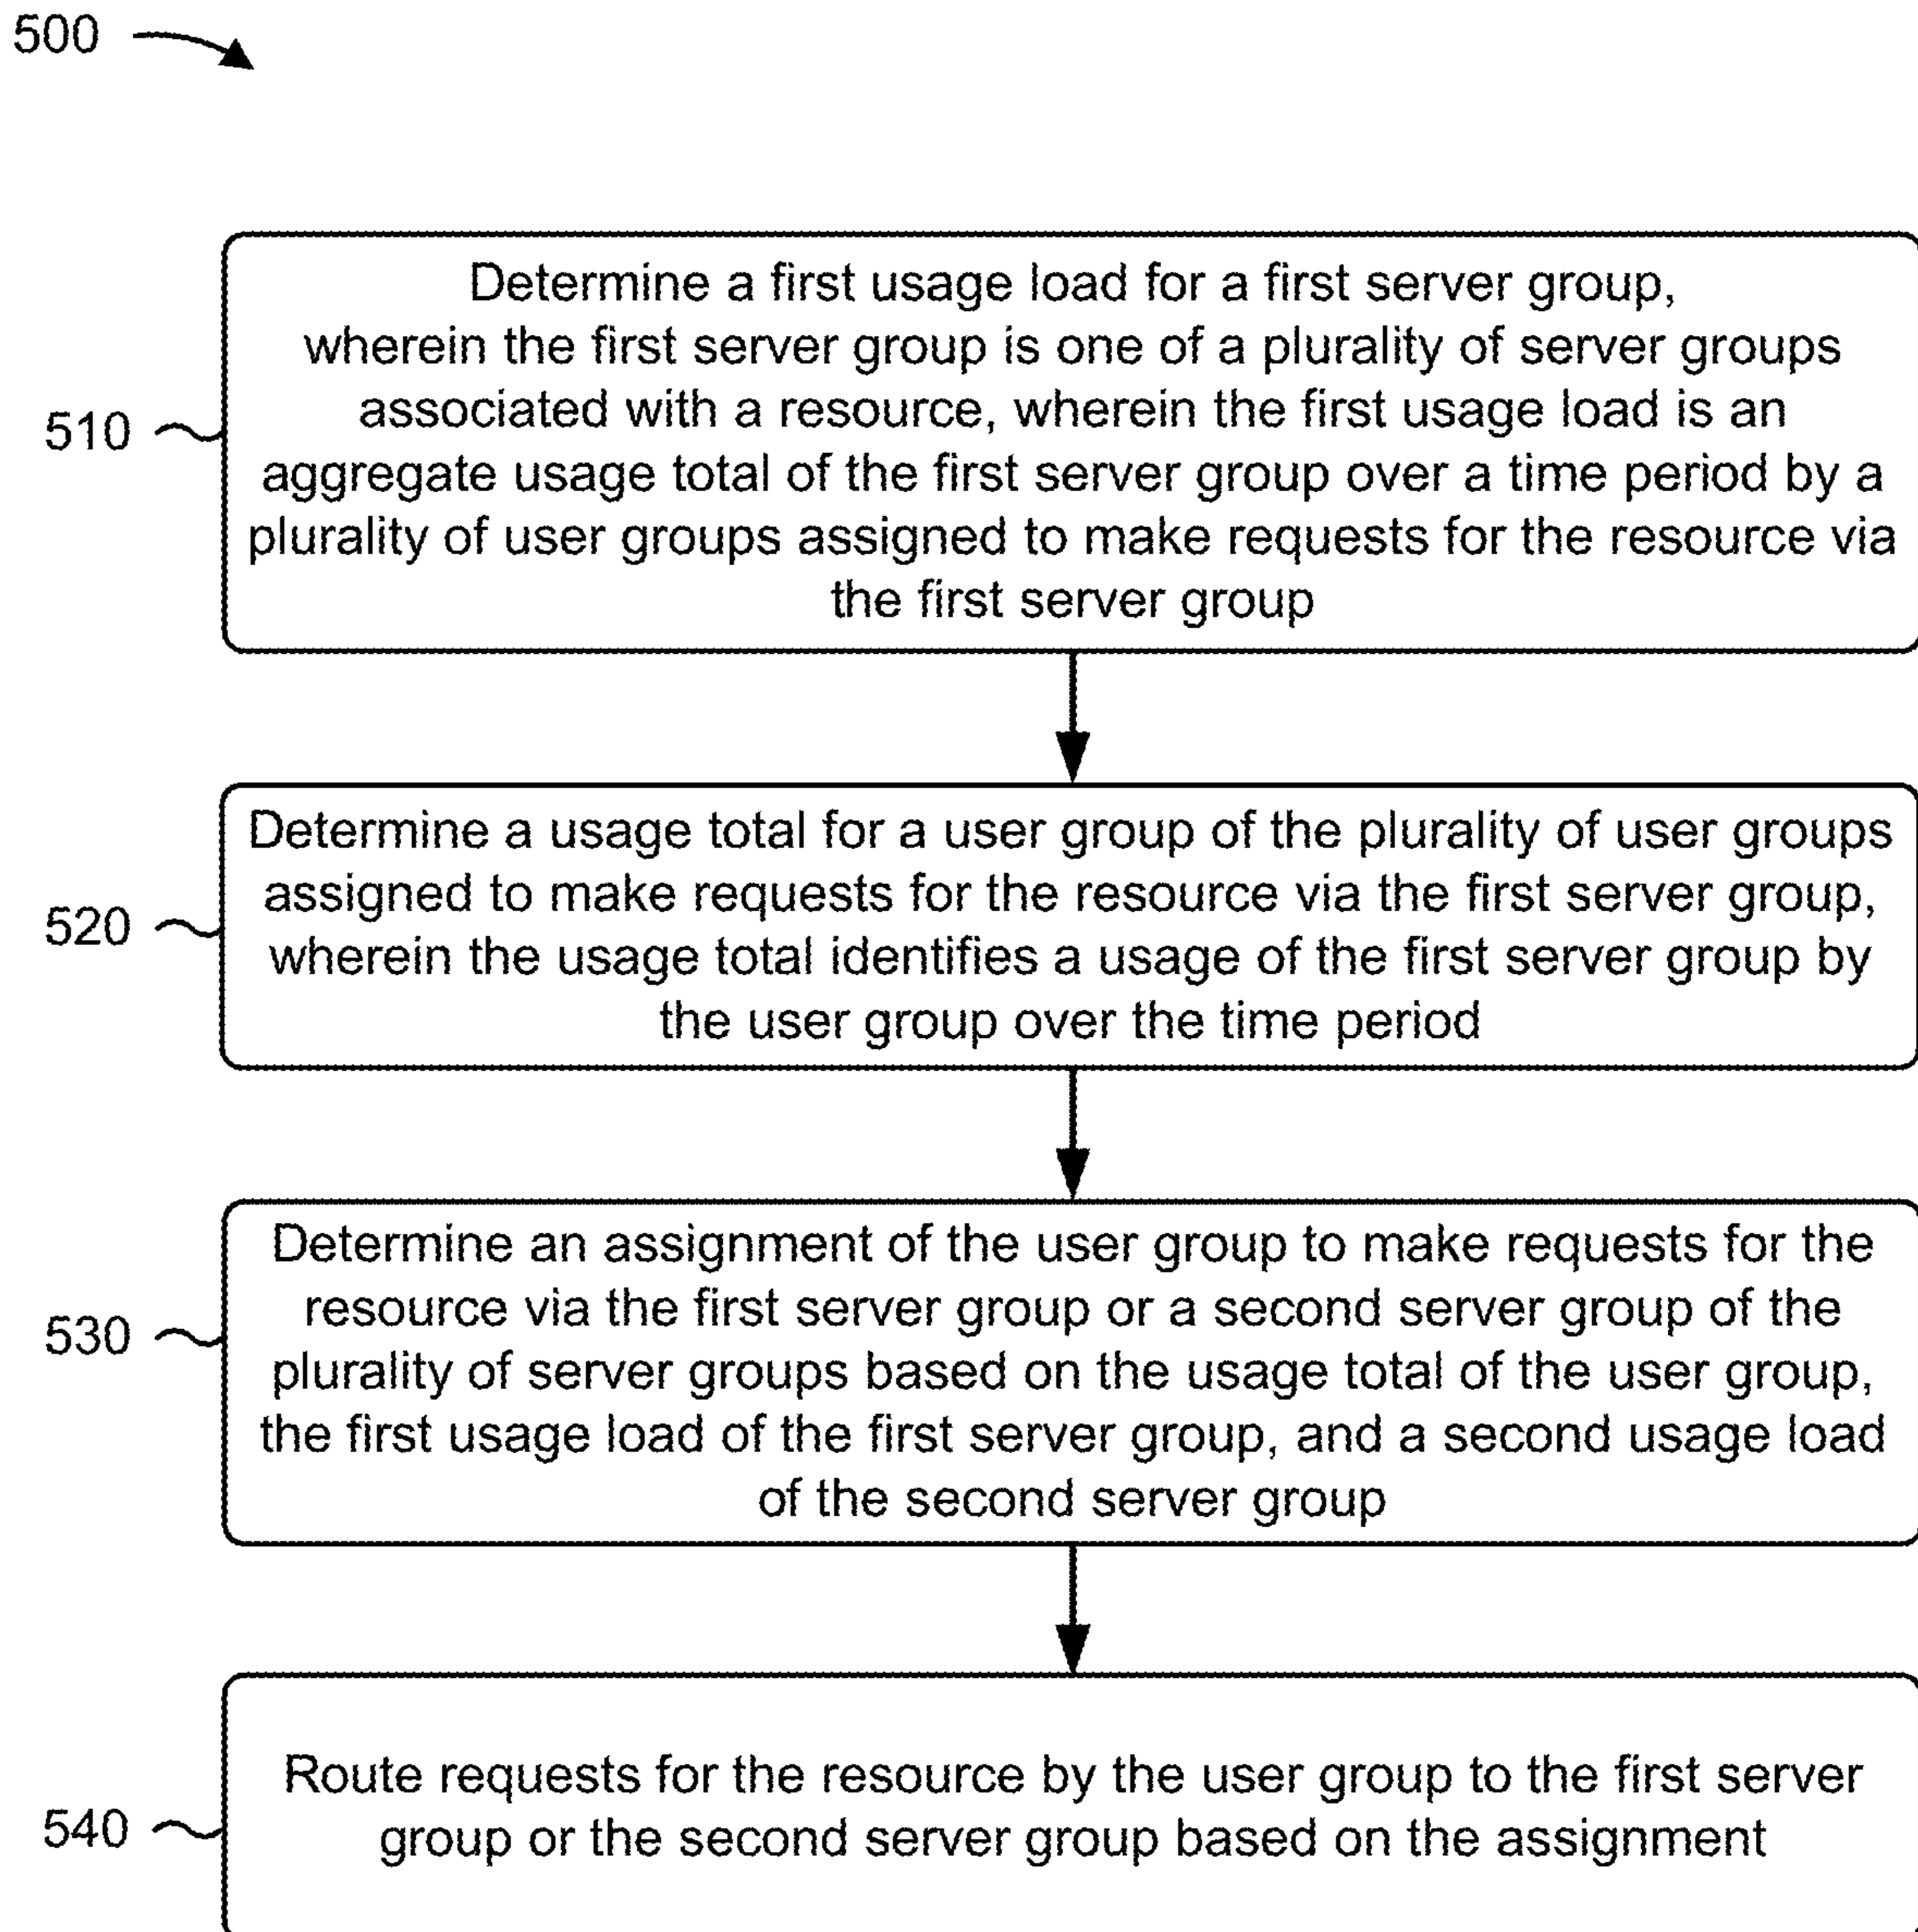 500
Determine a first usage load for a first server group,
wherein the first server group is one of a plurality of server groups
associated with a resource, wherein the first usage load is an
510
aggregate usage total of the first server group over a time period by a
plurality of user groups assigned to make requests for the resource via
the first server group
Determine a usage total for a user group of the plurality of user groups
assigned to make requests for the resource via the first server group,
520
wherein the usage total identifies a usage of the first server group by
the user group over the time period
Determine an assignment of the user group to make requests for the
resource via the first server group or a second server group of the
530
plurality of server groups based on the usage total of the user group,
the first usage load of the first server group, and a second usage load
of the second server group
Route requests for the resource by the user group to the first server
540
group or the second server group based on the assignment